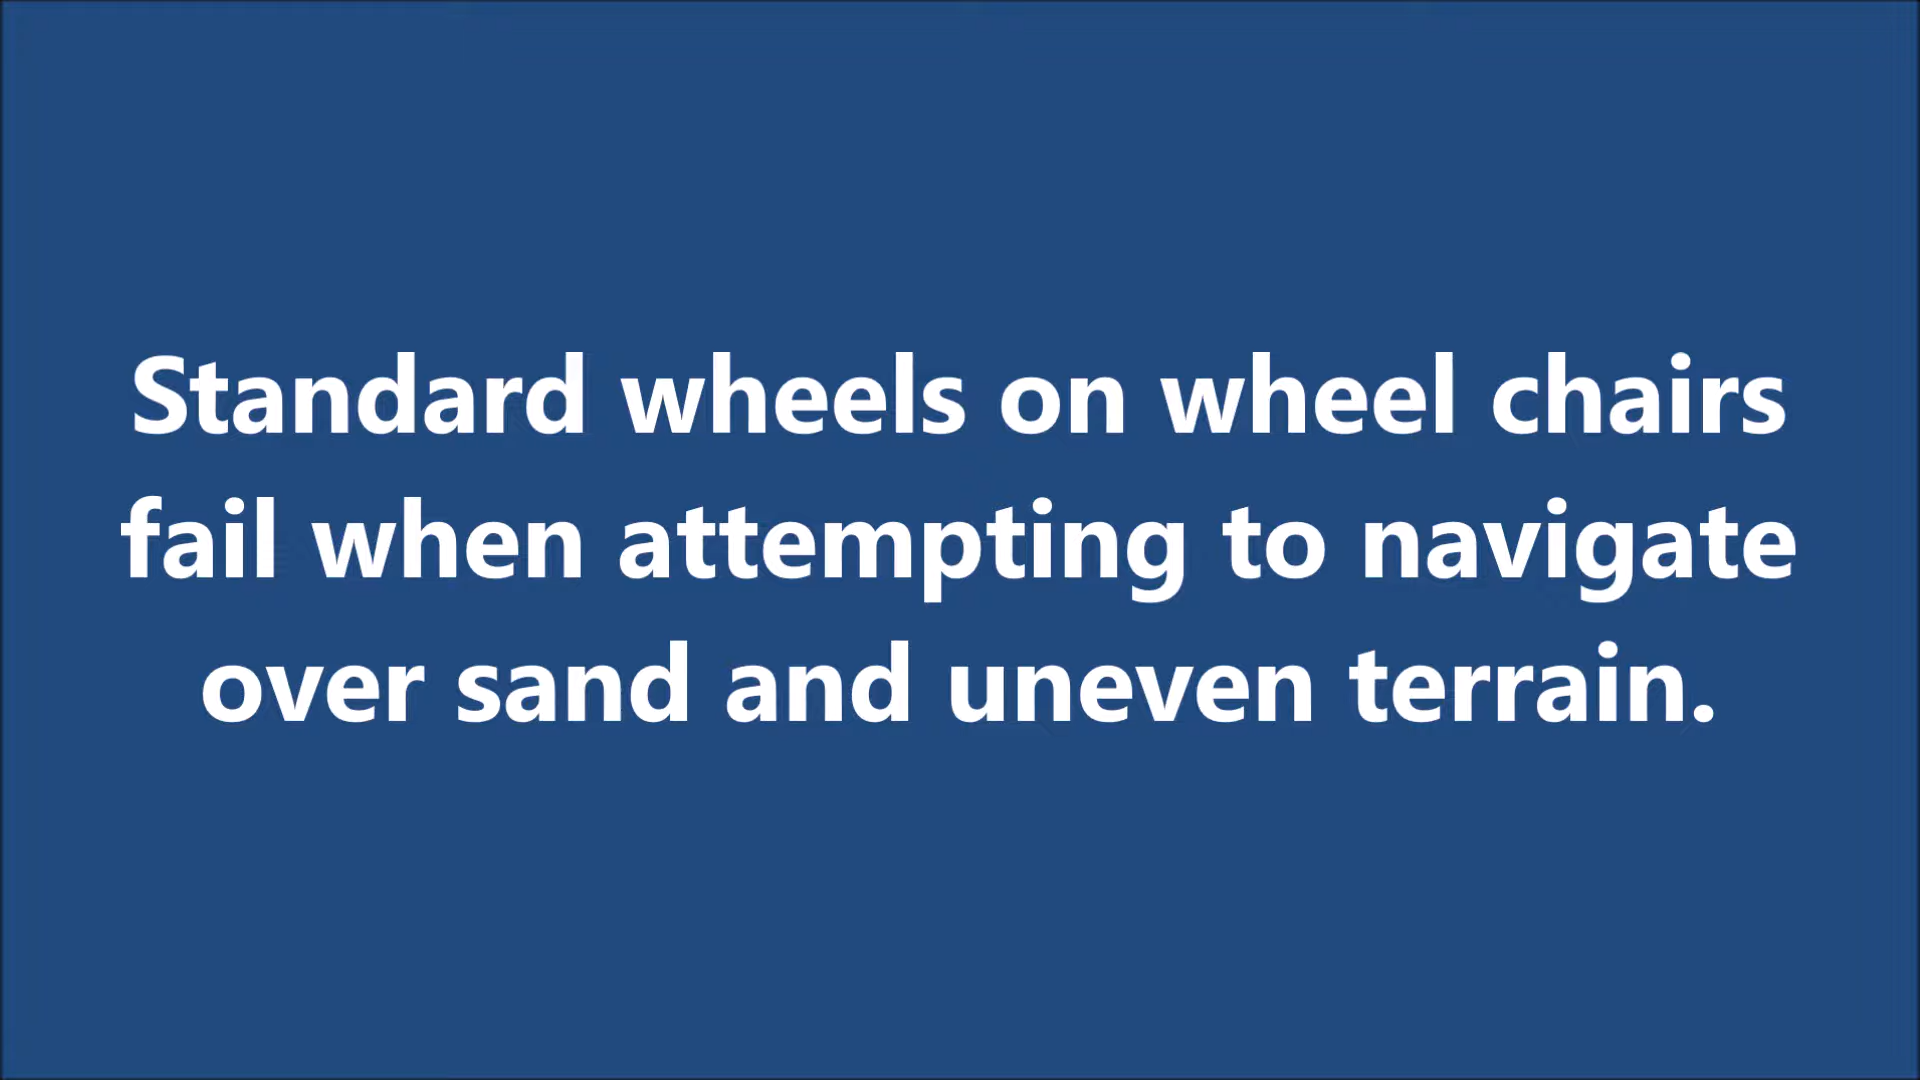 Standard wheels on wheel chairs
fail when attempting to navigate
over sand and uneven terrain.